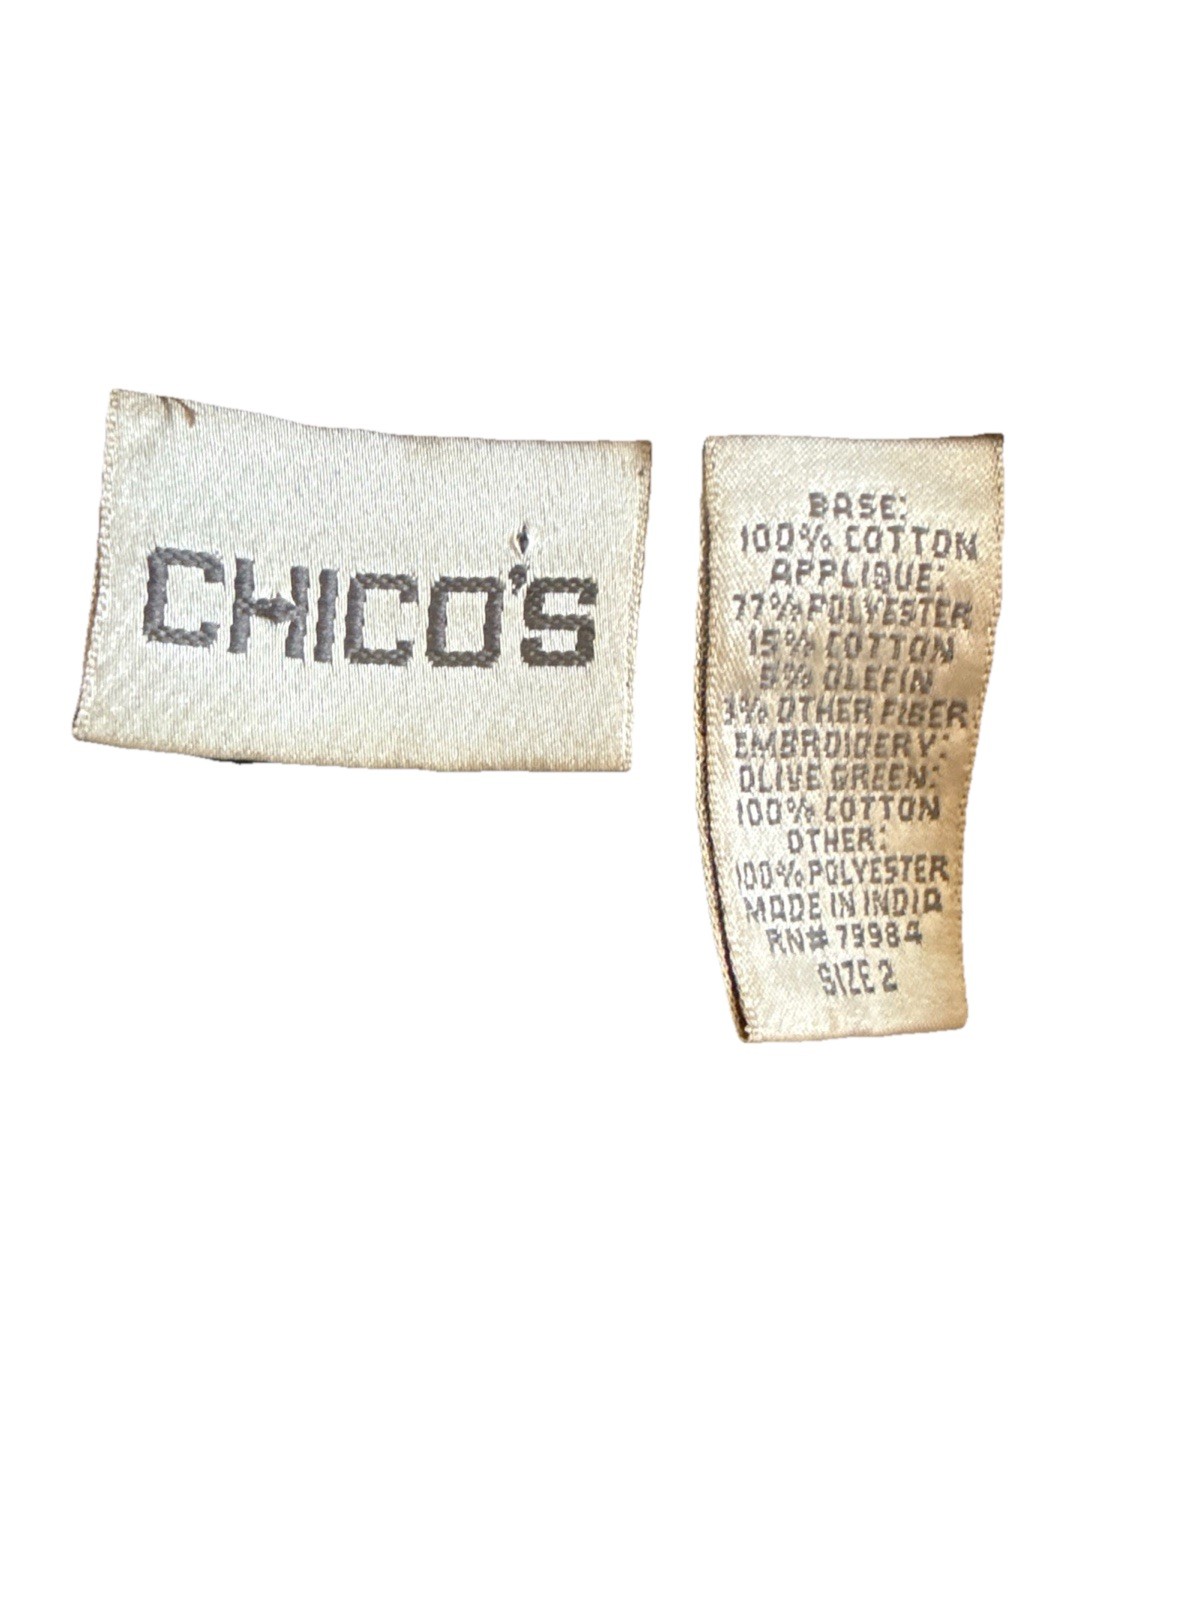 CHICO'S
BASE:
100% COTTON
APPLIQUE:
77% POLYESTER
15% COTTON
5% OLEFIN
3% OTHER FIBER
EMBROIDERY:
OLIVE GREEN:
100% COTTON
OTHER:
100% POLYESTER
MADE IN INDIA
RN# 79984
SIZE 2